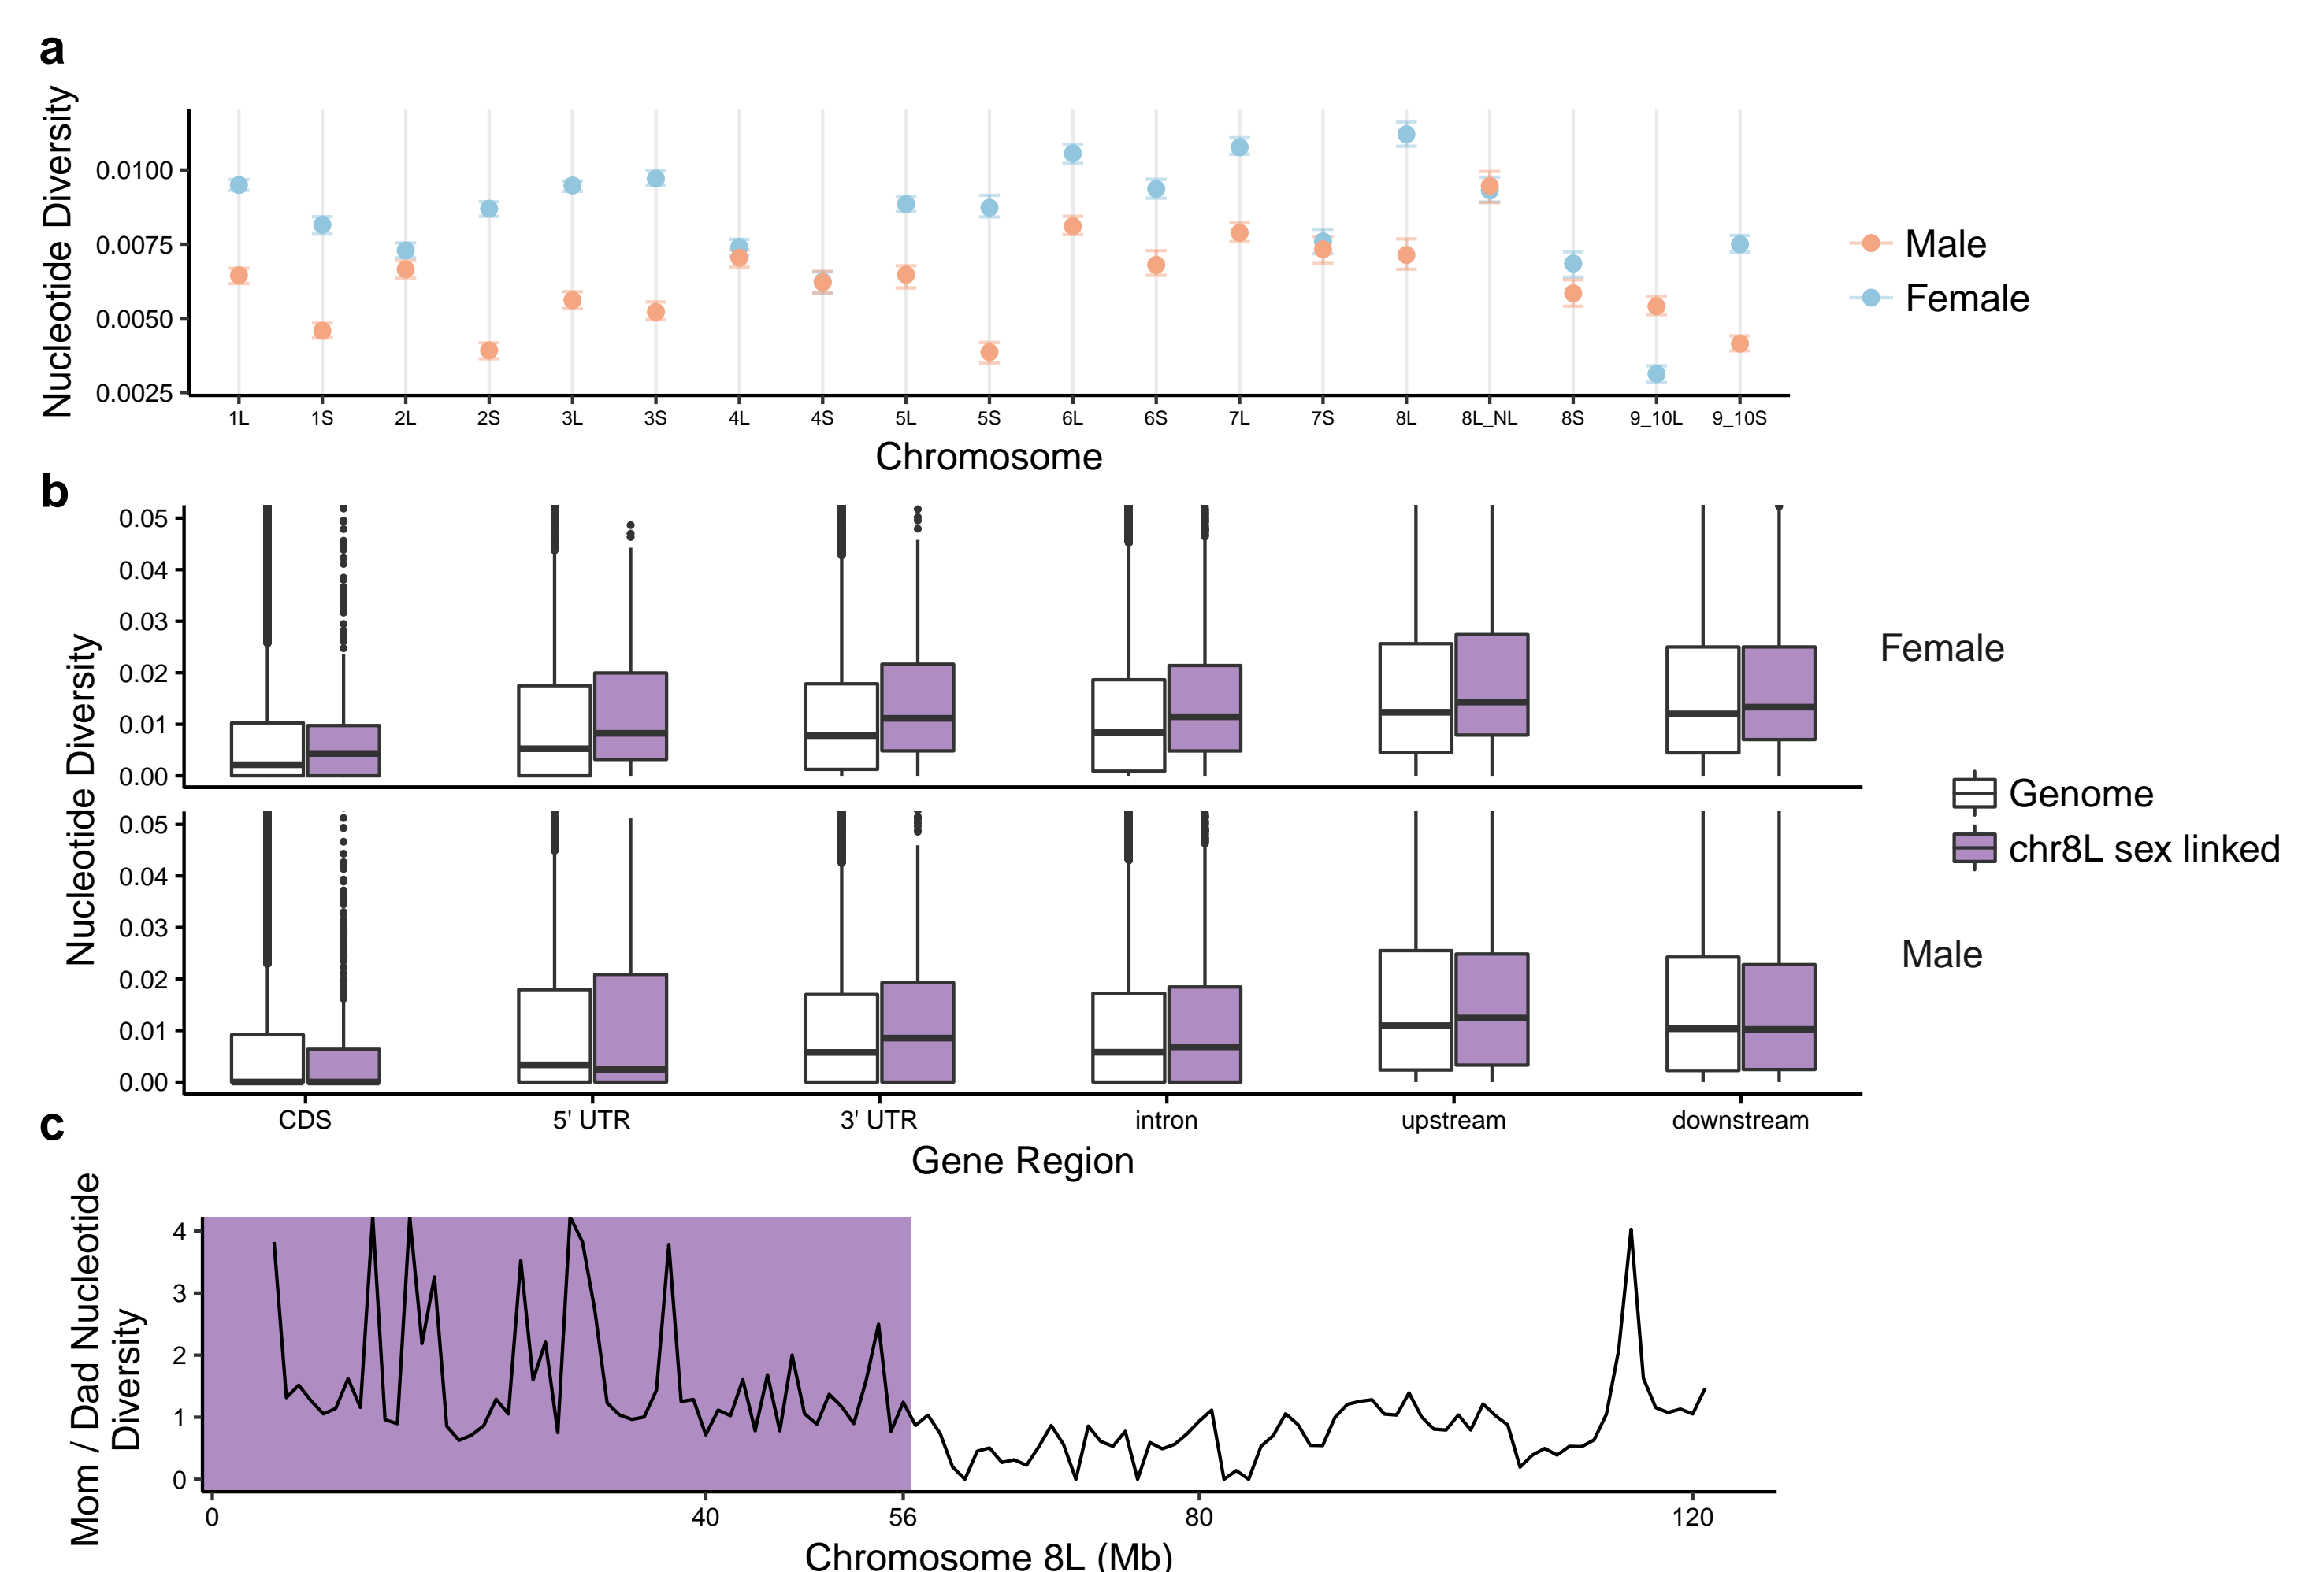 a
Nucleotide Diversity
0.0100
0.0075
0.0050
0.0025
1L 1S 2L 2S 3L 3S 4L 4S 5L 5S 6L 6S 7L 7S 8L 8L_NL 8S 9_10L 9_10S
Chromosome
Male
Female
b
Nucleotide Diversity
0.05
0.04
0.03
0.02
0.01
0.00
Female
0.05
0.04
0.03
0.02
0.01
0.00
Male
Genome
chr8L sex linked
CDS 5' UTR 3' UTR intron upstream downstream
Gene Region
c
Mom / Dad Nucleotide
Diversity
4
3
2
1
0
0 40 56 80 120
Chromosome 8L (Mb)